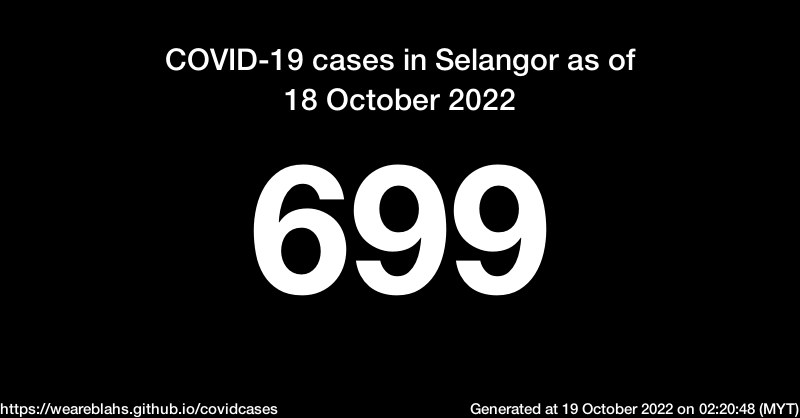 COVID-19 cases in Selangor as of
18 October 2022
699
https://weareblahs.github.io/covidcases
Generated at 19 October 2022 on 02:20:48 (MYT)